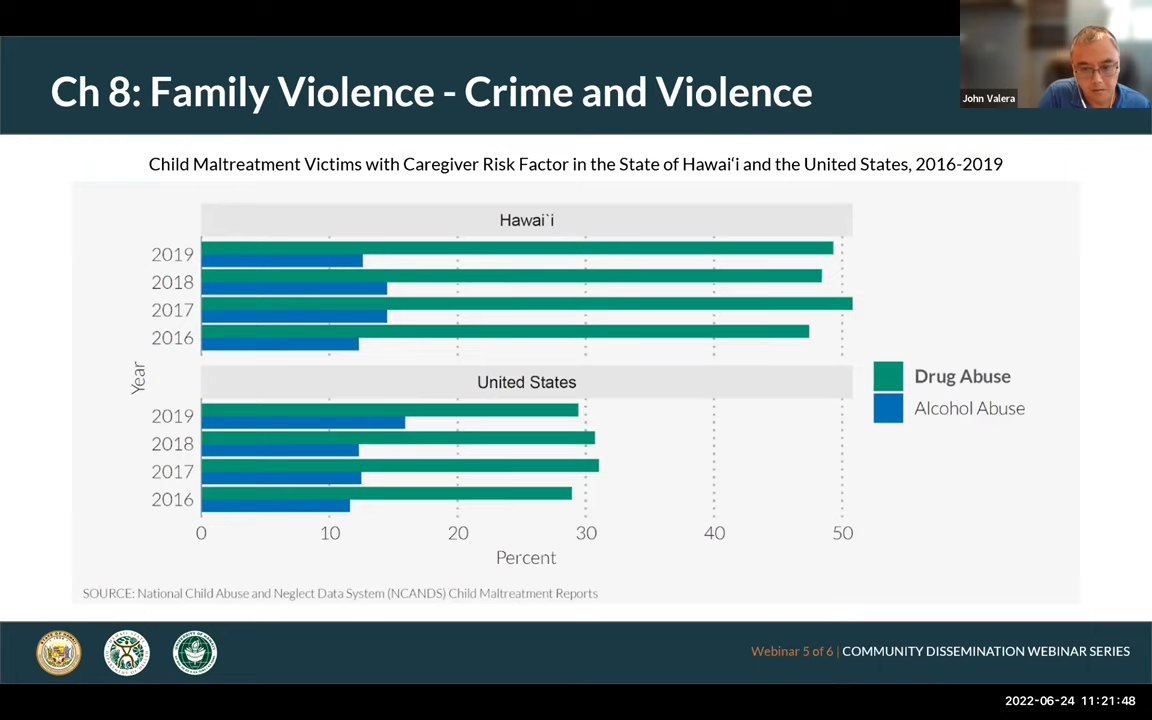 John Valera
Ch 8: Family Violence - Crime and Violence
Child Maltreatment Victims with Caregiver Risk Factor in the State of Hawai‘i and the United States, 2016-2019
Hawai`i
2019
2018
2017
2016
Year
United States
2019
2018
2017
2016
Drug Abuse
Alcohol Abuse
0 10 20 30 40 50
Percent
SOURCE: National Child Abuse and Neglect Data System (NCANDS) Child Maltreatment Reports
Webinar 5 of 6 | COMMUNITY DISSEMINATION WEBINAR SERIES
2022-06-24 11:21:48